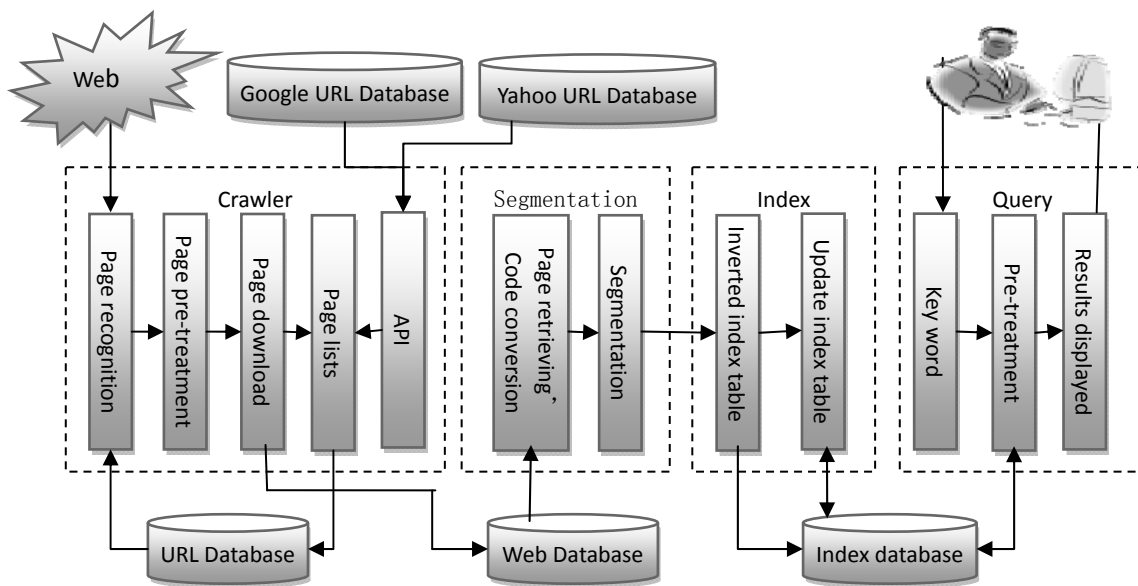 Web
Google URL Database
Yahoo URL Database
Crawler
Page recognition
Page pre-treatment
Page download
Page lists
API
Segmentation
Page retrieving,
Code conversion
Segmentation
Index
Inverted index table
Update index table
Query
Key word
Pre-treatment
Results displayed
URL Database
Web Database
Index database